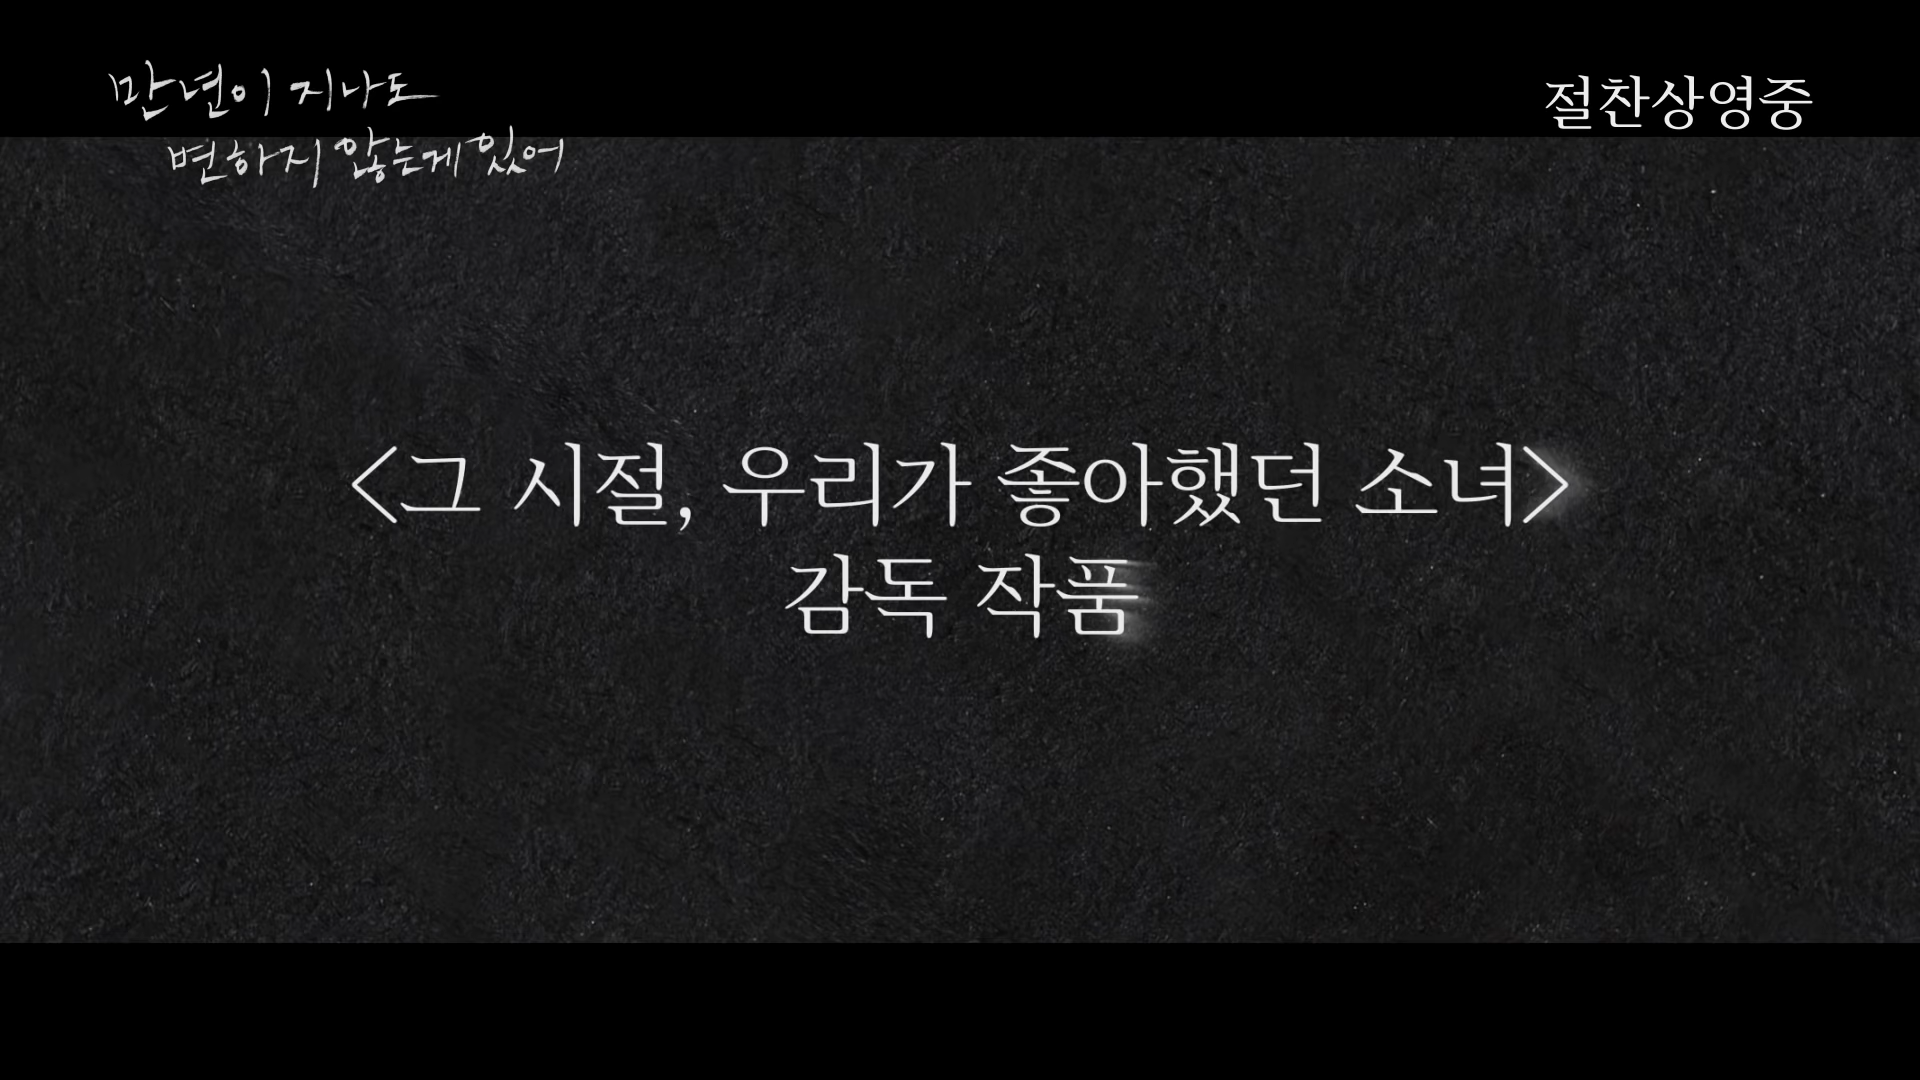 만년이 지나도
변하지 않는게 있어
절찬상영중
<그 시절, 우리가 좋아했던 소녀>
감독 작품